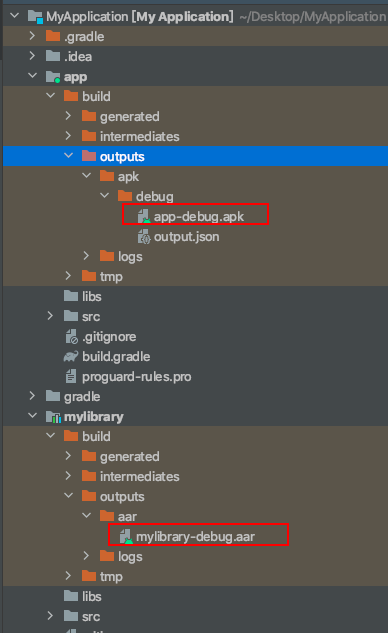 MyApplication [My Application] ~/Desktop/MyApplication
.gradle
.idea
app
build
generated
intermediates
outputs
apk
debug
app-debug.apk
output.json
logs
tmp
libs
src
.gitignore
build.gradle
proguard-rules.pro
gradle
mylibrary
build
generated
intermediates
outputs
aar
mylibrary-debug.aar
logs
tmp
libs
src